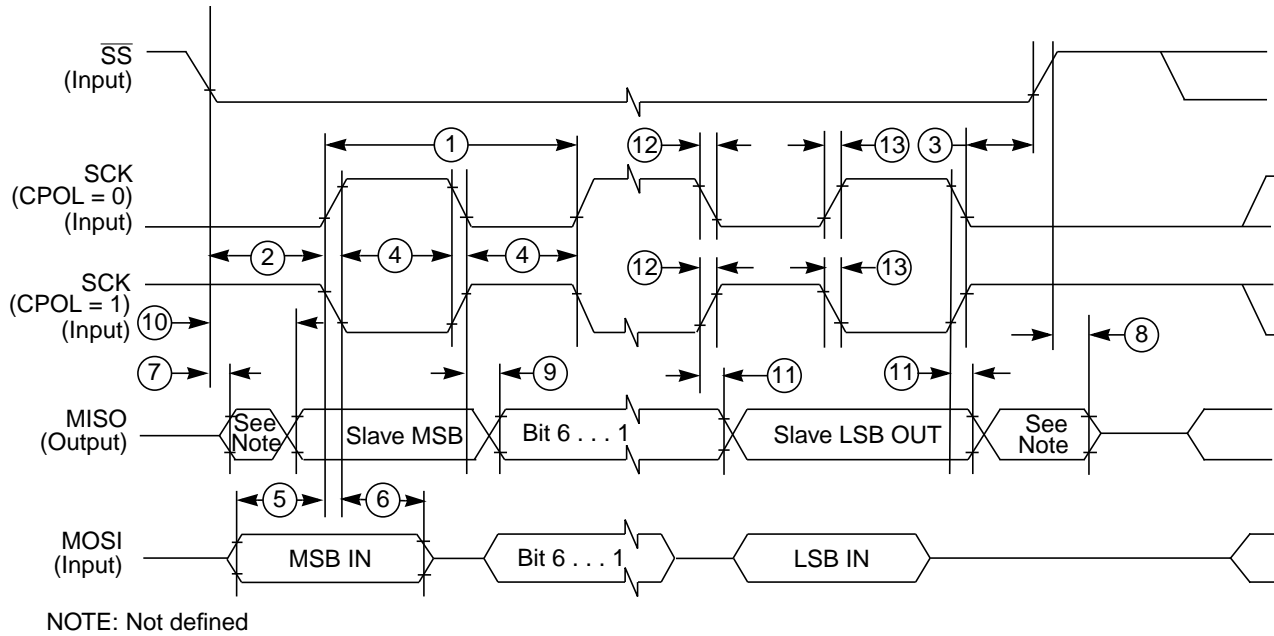 SS
(Input)
1
12
13
3
SCK
(CPOL = 0)
(Input)
2
4
4
12
13
SCK
(CPOL = 1)
(Input)
10
8
7
9
11
11
MISO
(Output)
See
Note
Slave MSB
Bit 6 . . . 1
Slave LSB OUT
See
Note
5
6
MOSI
(Input)
MSB IN
Bit 6 . . . 1
LSB IN
NOTE: Not defined